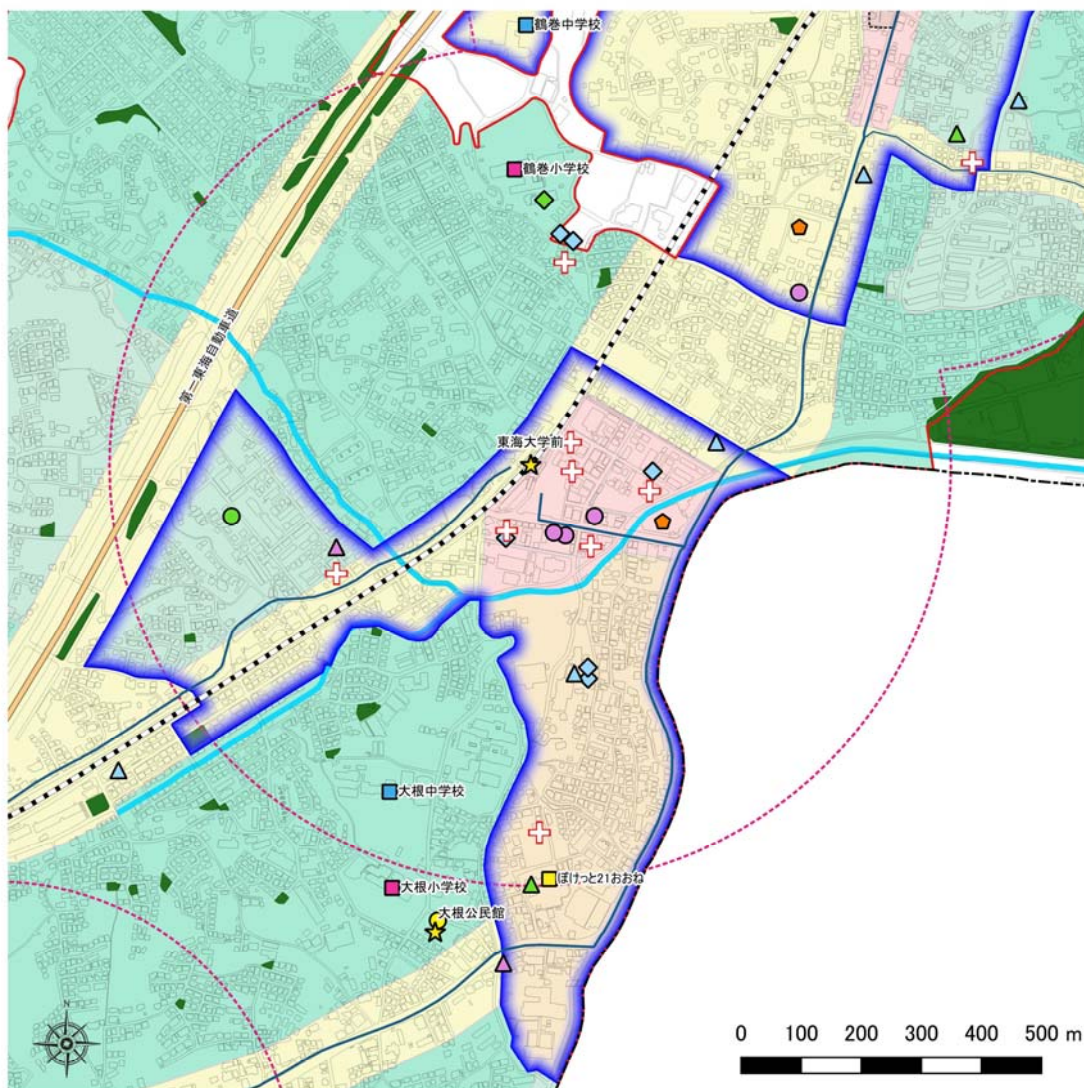 鶴巻中学校
鶴巻小学校
第二東海自動車道
東海大学前
大根中学校
ぽけっと21おおね
大根小学校
大根公民館
N
0 100 200 300 400 500 m